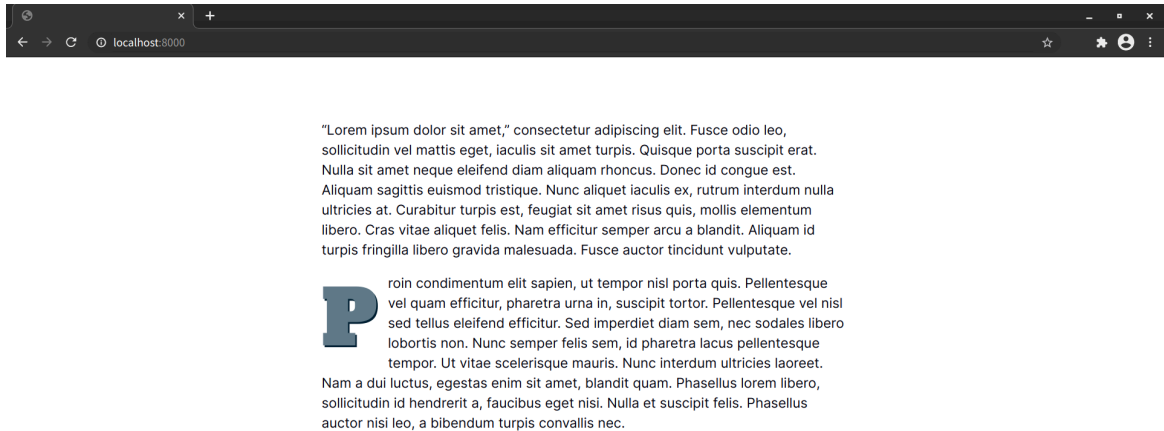 localhost:8000
“Lorem ipsum dolor sit amet,” consectetur adipiscing elit. Fusce odio leo,
sollicitudin vel mattis eget, iaculis sit amet turpis. Quisque porta suscipit erat.
Nulla sit amet neque eleifend diam aliquam rhoncus. Donec id congue est.
Aliquam sagittis euismod tristique. Nunc aliquet iaculis ex, rutrum interdum nulla
ultricies at. Curabitur turpis est, feugiat sit amet risus quis, mollis elementum
libero. Cras vitae aliquet felis. Nam efficitur semper arcu a blandit. Aliquam id
turpis fringilla libero gravida malesuada. Fusce auctor tincidunt vulputate.
Proin condimentum elit sapien, ut tempor nisl porta quis. Pellentesque
vel quam efficitur, pharetra urna in, suscipit tortor. Pellentesque vel nisl
sed tellus eleifend efficitur. Sed imperdiet diam sem, nec sodales libero
lobortis non. Nunc semper felis sem, id pharetra lacus pellentesque
tempor. Ut vitae scelerisque mauris. Nunc interdum ultricies laoreet.
Nam a dui luctus, egestas enim sit amet, blandit quam. Phasellus lorem libero,
sollicitudin id hendrerit a, faucibus eget nisi. Nulla et suscipit felis. Phasellus
auctor nisi leo, a bibendum turpis convallis nec.